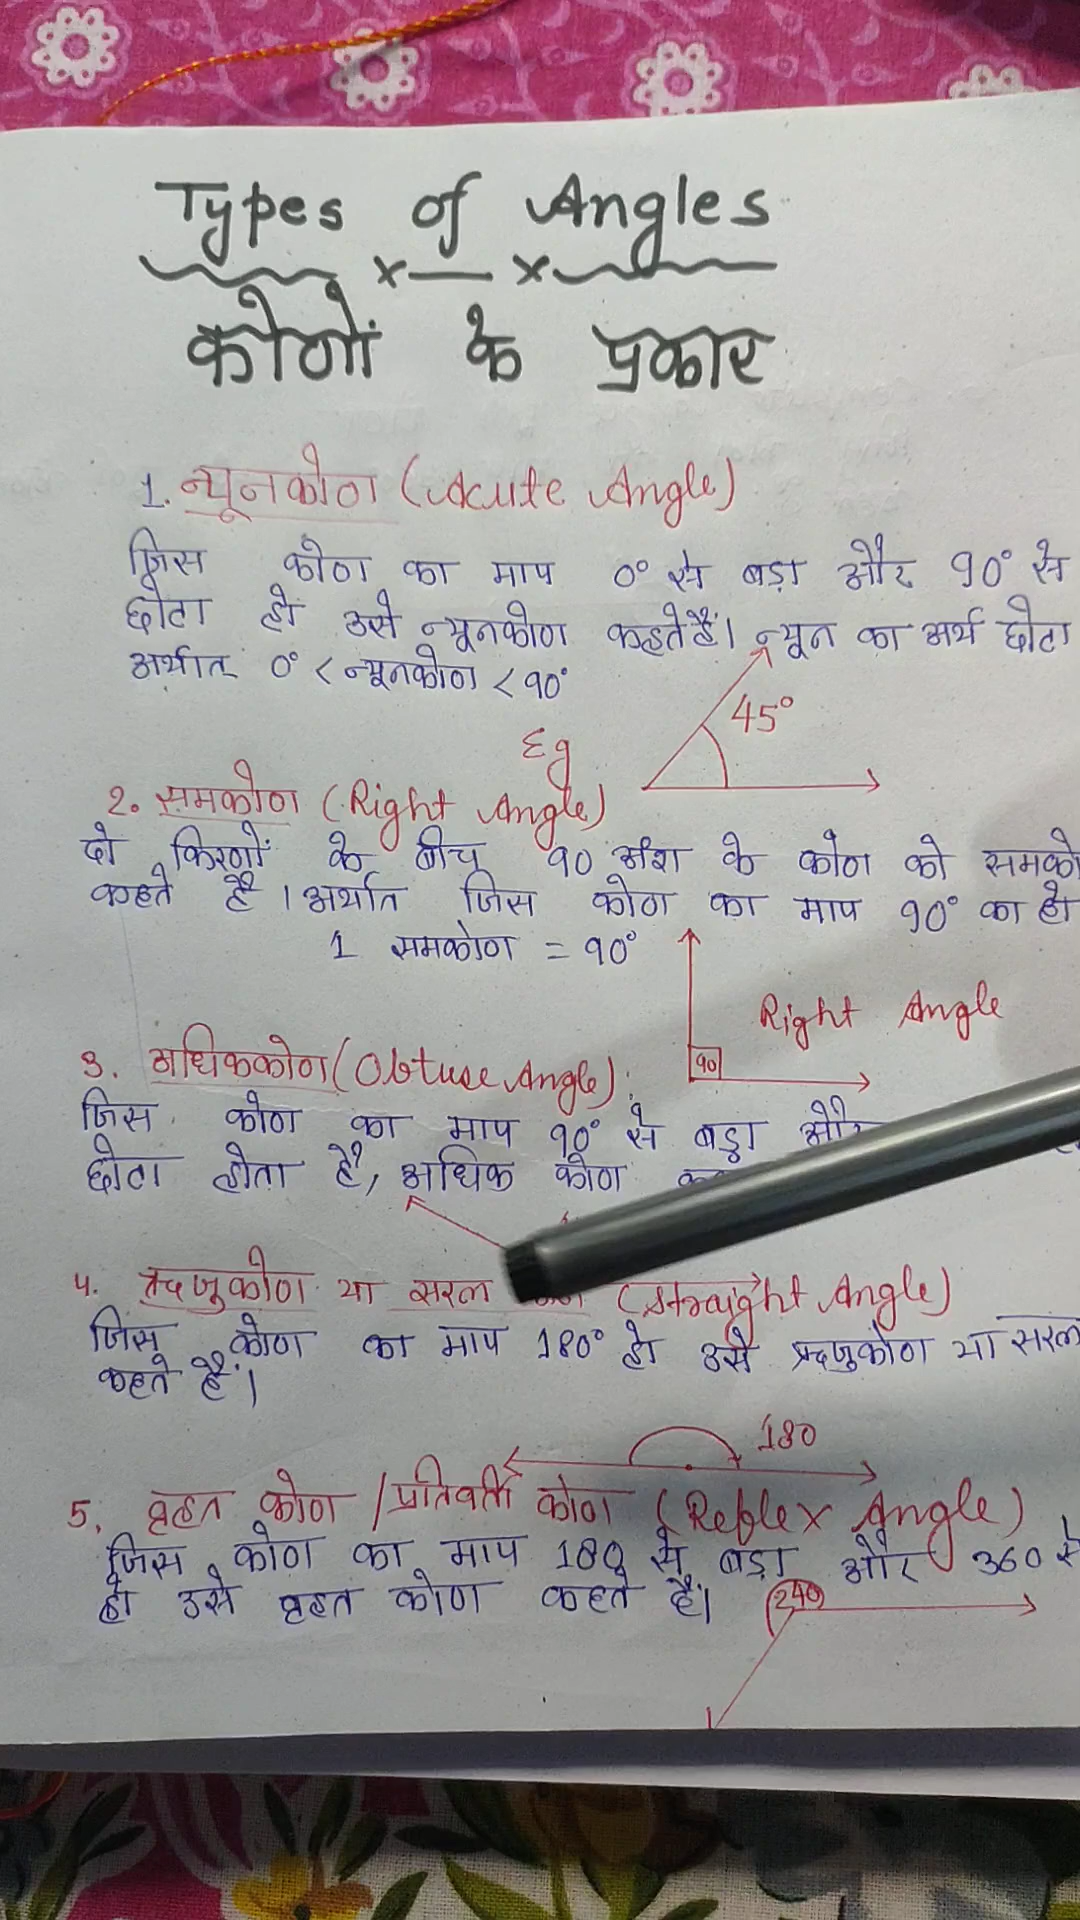 Types of Angles
कोणों के प्रकार
1. न्यूनकोण (Acute Angle)
जिस कोण का माप 0° से बड़ा और 90° से
छोटा हो उसे न्यूनकोण कहते हैं। न्यून का अर्थ छोटा
अर्थात् 0° < न्यूनकोण < 90°
45°
Eg
2. समकोण (Right Angle)
दो किरणों के बीच 90 अंश के कोण को समको
कहते हैं। अर्थात जिस कोण का माप 90° का हो
1 समकोण = 90°
Right Angle
90
3. अधिककोण (Obtuse Angle)
जिस कोण का माप 90° से बड़ा और
छोटा होता है, अधिक कोण
4. ऋजुकोण या सरल (Straight Angle)
जिस कोण का माप 180° हो उसे ऋजुकोण या सरल
कहते हैं।
180
5. वृहत कोण / प्रतिवर्ती कोण (Reflex Angle)
जिस कोण का माप 180 से बड़ा और 360 से
हो उसे वृहत कोण कहते हैं।
240